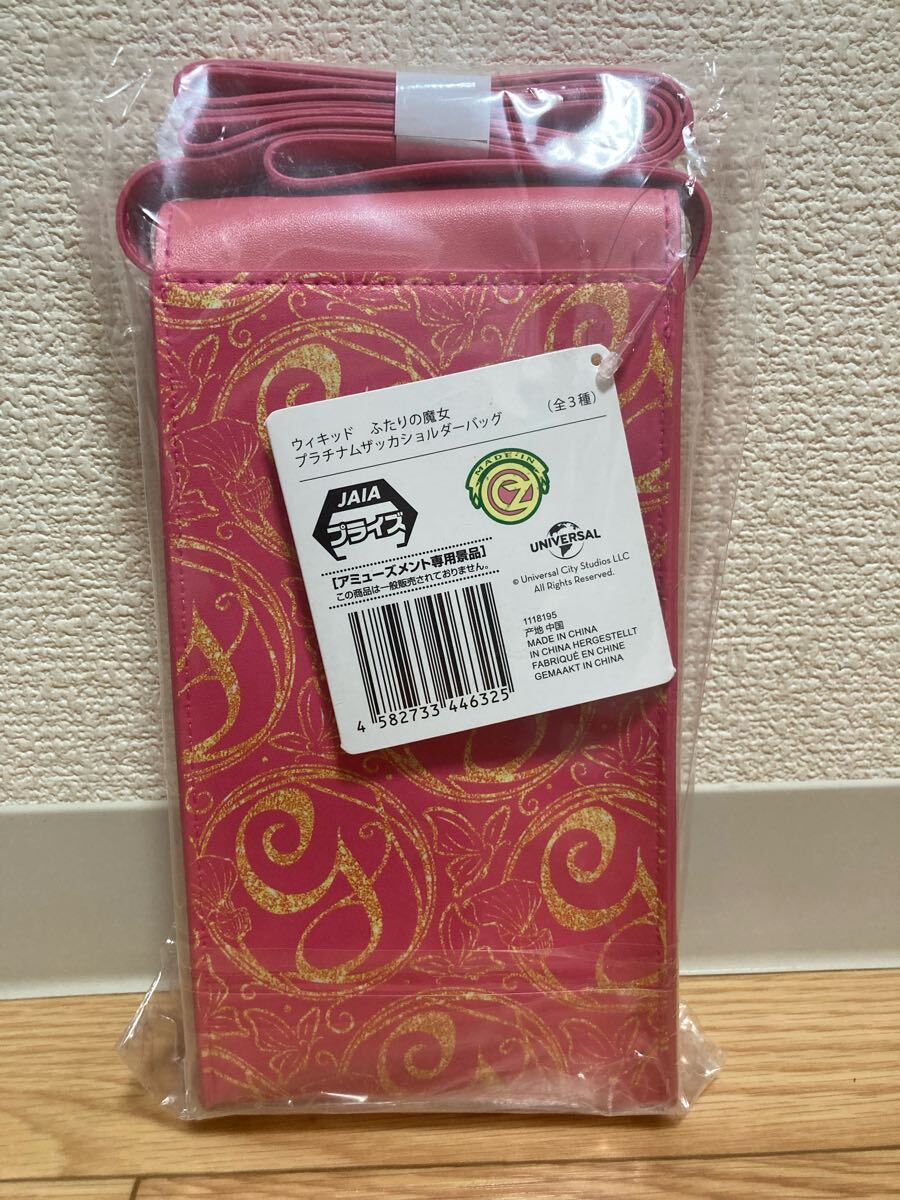 ウィキッド　ふたりの魔女
プラチナムザッカショルダーバッグ
（全３種）
JAIA
プライズ
MADE·IN
OZ
[アミューズメント専用景品]
この商品は一般販売されておりません。
UNIVERSAL
© Universal City Studios LLC
All Rights Reserved.
1118195
产地 中国
MADE IN CHINA
IN CHINA HERGESTELLT
FABRIQUÉ EN CHINE
GEMAAKT IN CHINA
4 582733 446325